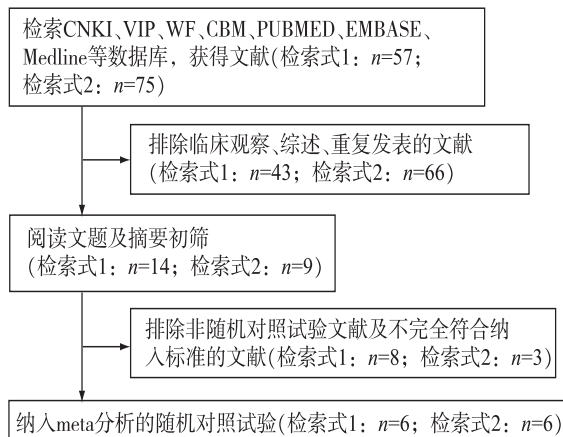 检索CNKI、VIP、WF、CBM、PUBMED、EMBASE、
Medline等数据库，获得文献(检索式1：n=57；
检索式2：n=75)
排除临床观察、综述、重复发表的文献
(检索式1：n=43；检索式2：n=66)
阅读文题及摘要初筛
(检索式1：n=14；检索式2：n=9)
排除非随机对照试验文献及不完全符合纳
入标准的文献(检索式1：n=8；检索式2：n=3)
纳入meta分析的随机对照试验(检索式1：n=6；检索式2：n=6)